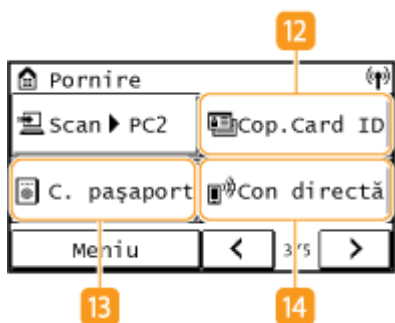 12
Pornire
Scan PC2
Cop.Card ID
C. paşaport
Con directă
Meniu
3/5
13
14